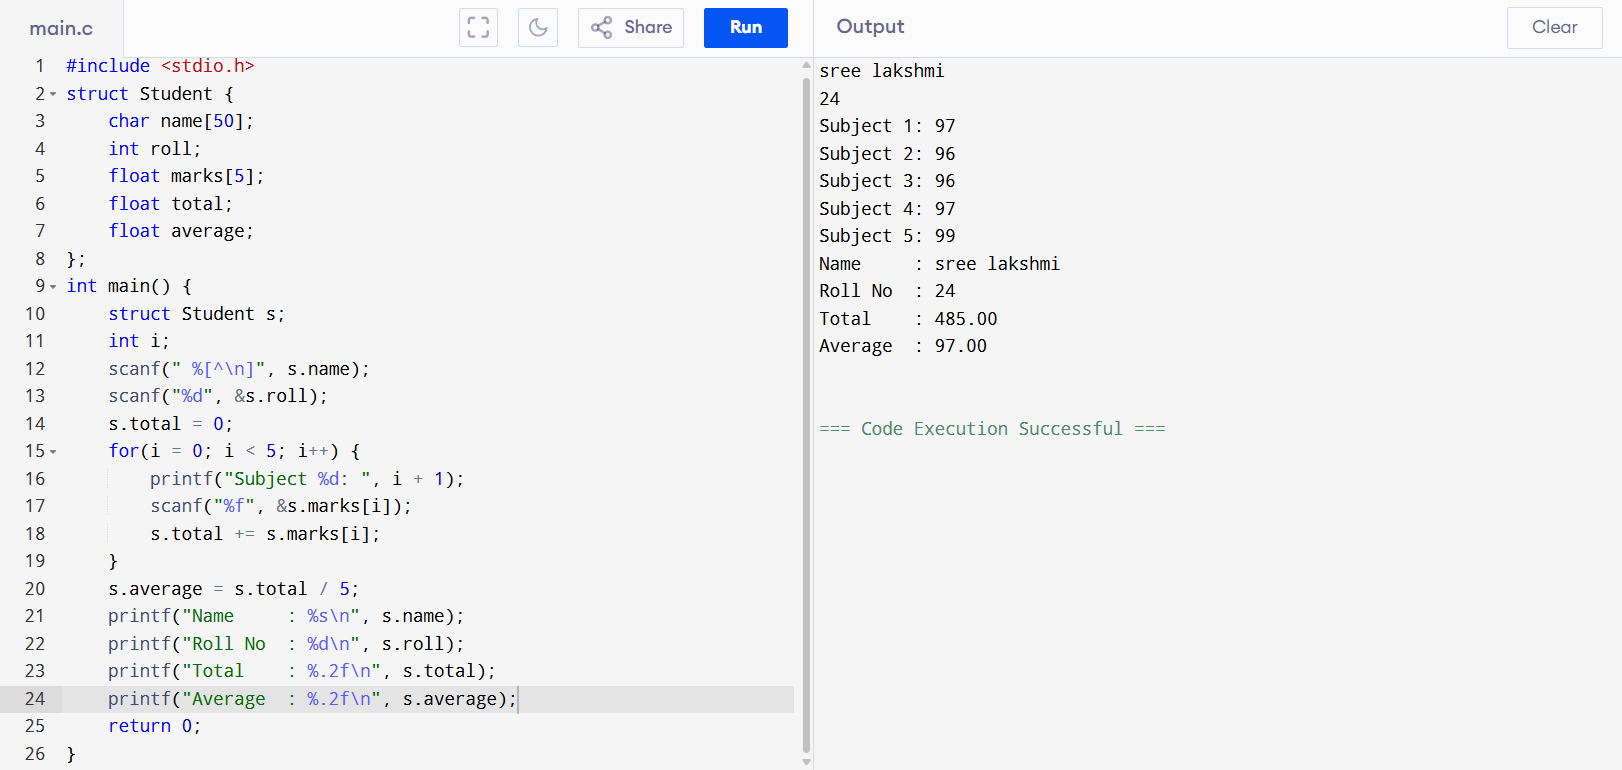 main.c
Share
Run
Output
Clear
1 #include <stdio.h>
2 struct Student {
3     char name[50];
4     int roll;
5     float marks[5];
6     float total;
7     float average;
8 };
9 int main() {
10     struct Student s;
11     int i;
12     scanf(" %[^\n]", s.name);
13     scanf("%d", &s.roll);
14     s.total = 0;
15     for(i = 0; i < 5; i++) {
16         printf("Subject %d: ", i + 1);
17         scanf("%f", &s.marks[i]);
18         s.total += s.marks[i];
19     }
20     s.average = s.total / 5;
21     printf("Name     : %s\n", s.name);
22     printf("Roll No  : %d\n", s.roll);
23     printf("Total    : %.2f\n", s.total);
24     printf("Average  : %.2f\n", s.average);
25     return 0;
26 }
sree lakshmi
24
Subject 1: 97
Subject 2: 96
Subject 3: 96
Subject 4: 97
Subject 5: 99
Name     : sree lakshmi
Roll No  : 24
Total    : 485.00
Average  : 97.00
=== Code Execution Successful ===